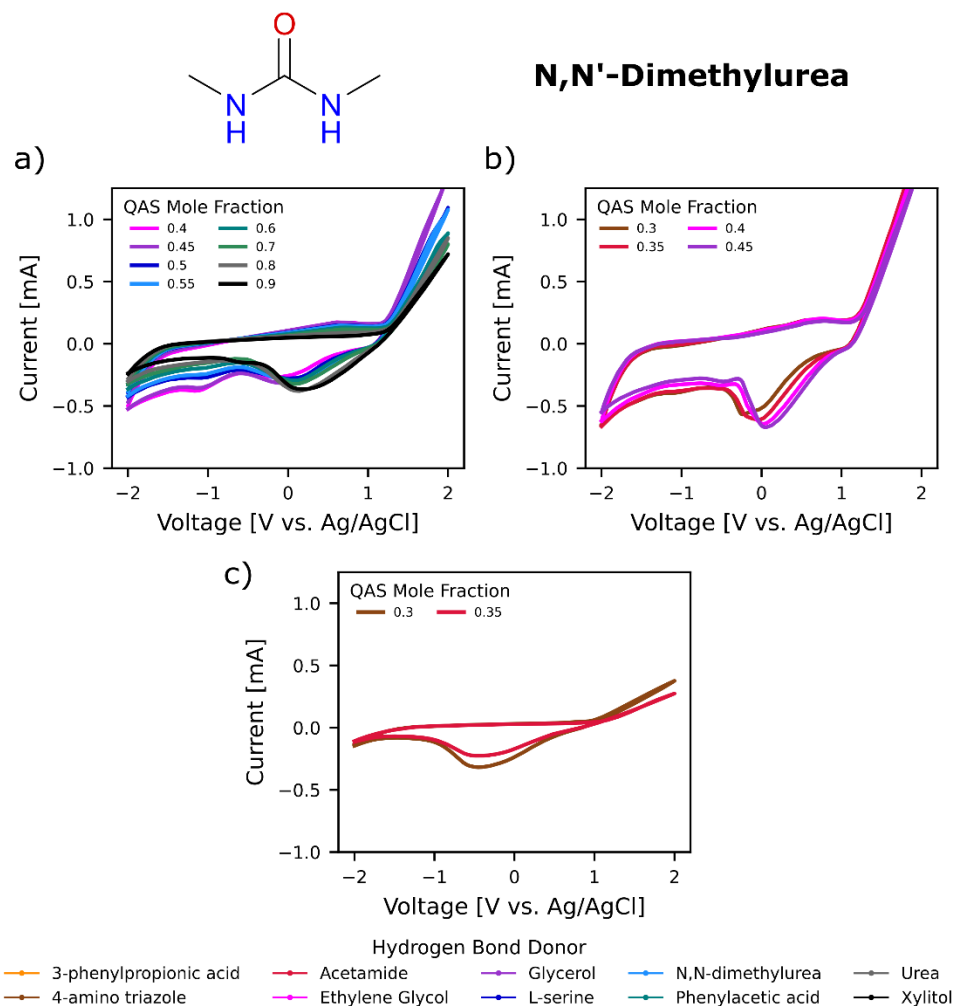 O
N,N'-Dimethylurea
N N
H H
a)
b)
QAS Mole Fraction
0.4 0.6
0.45 0.7
0.5 0.8
0.55 0.9
1.0
0.5
0.0
−0.5
−1.0
Current [mA]
−2 −1 0 1 2
Voltage [V vs. Ag/AgCl]
QAS Mole Fraction
0.3 0.4
0.35 0.45
1.0
0.5
0.0
−0.5
−1.0
Current [mA]
−2 −1 0 1 2
Voltage [V vs. Ag/AgCl]
c)
QAS Mole Fraction
0.3 0.35
1.0
0.5
0.0
−0.5
−1.0
Current [mA]
−2 −1 0 1 2
Voltage [V vs. Ag/AgCl]
Hydrogen Bond Donor
3-phenylpropionic acid Acetamide Glycerol N,N-dimethylurea Urea
4-amino triazole Ethylene Glycol L-serine Phenylacetic acid Xylitol